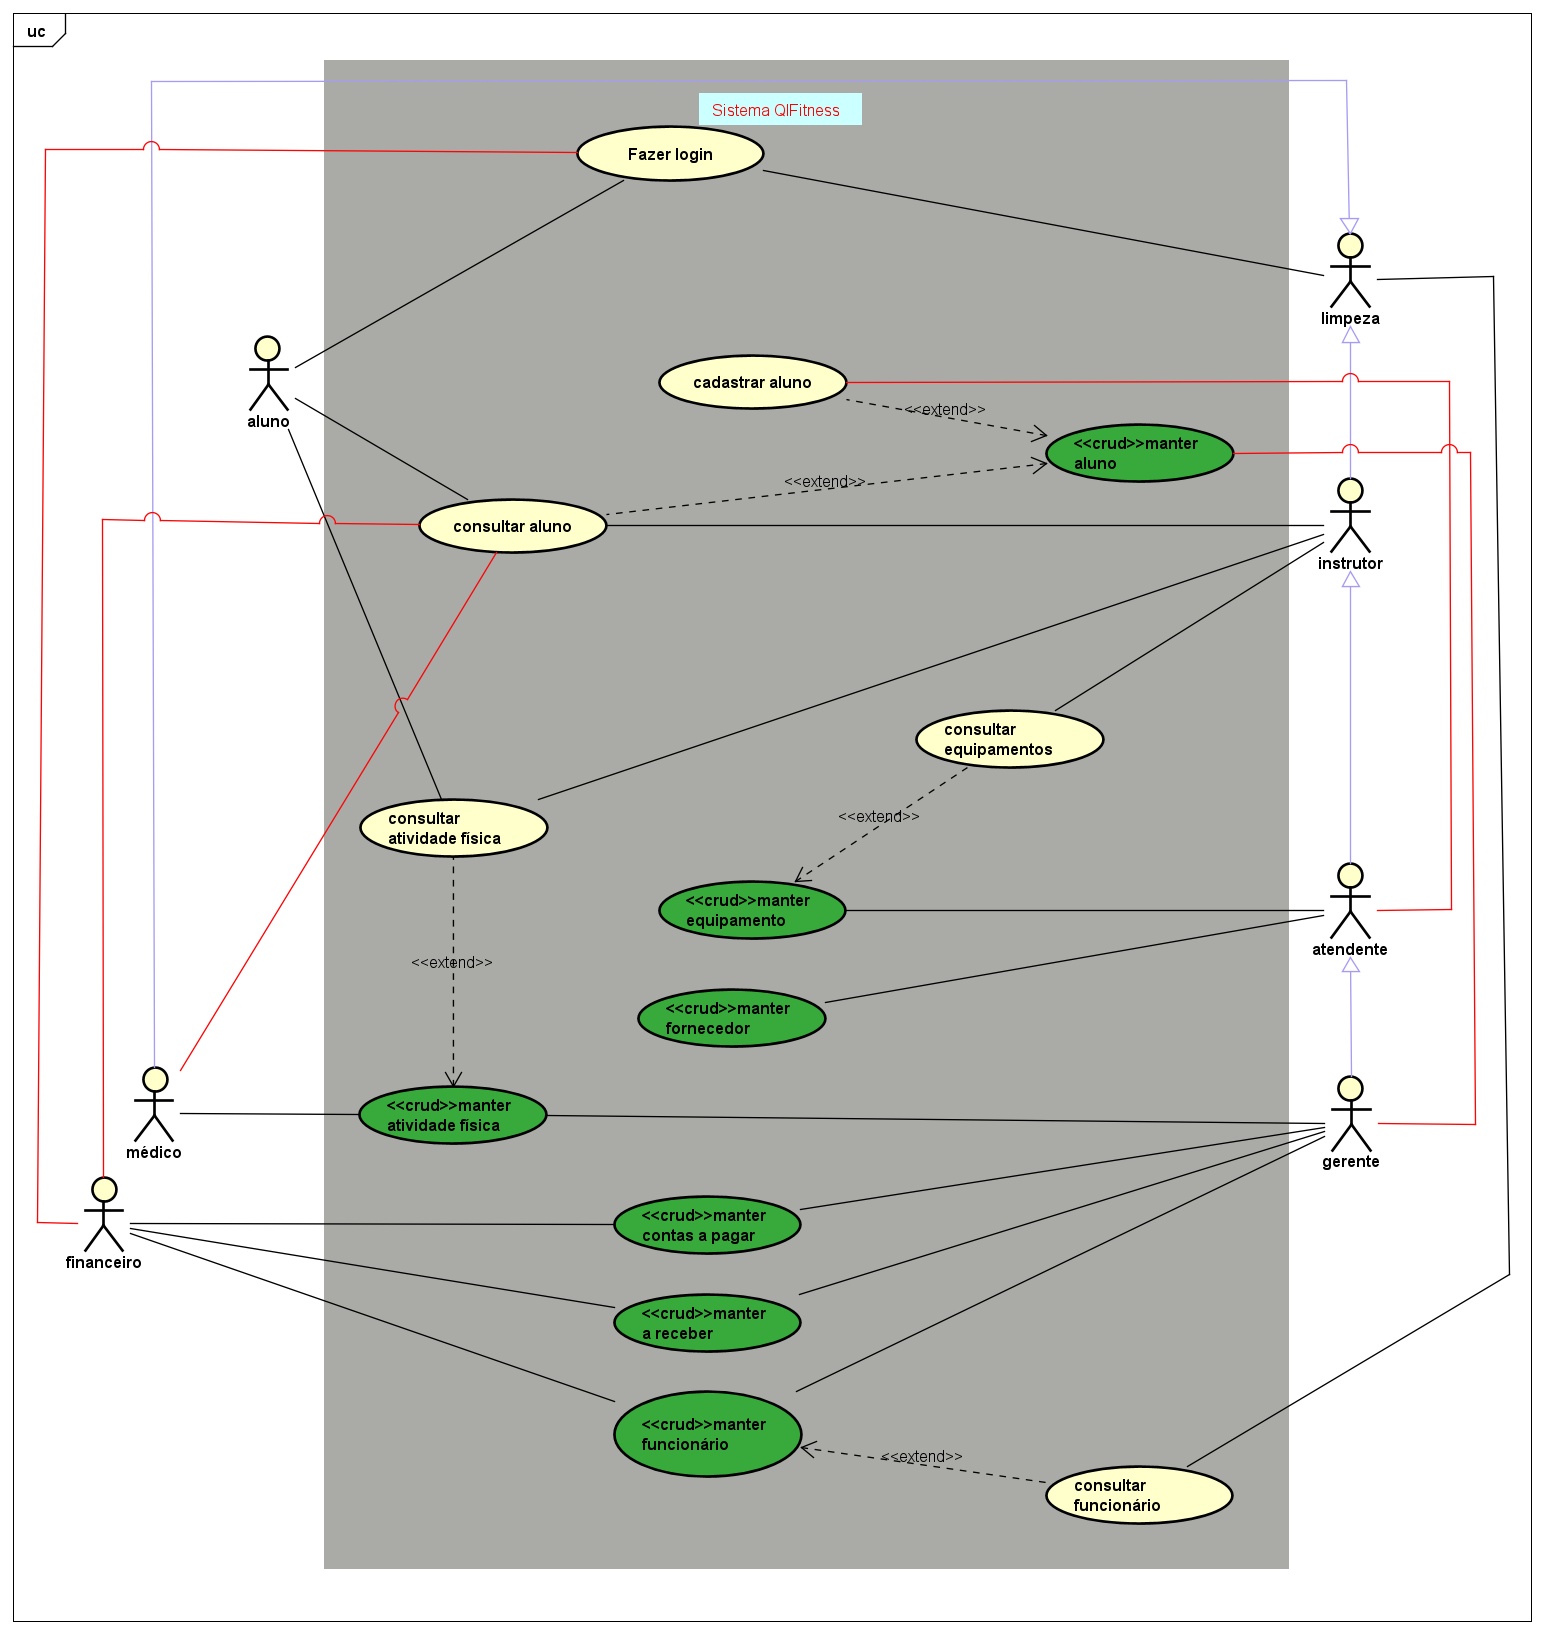 uc
Sistema QIFitness
Fazer login
limpeza
aluno
cadastrar aluno
<<extend>>
<<crud>>manter
aluno
<<extend>>
consultar aluno
instrutor
consultar
equipamentos
<<extend>>
consultar
atividade física
<<crud>>manter
equipamento
atendente
<<extend>>
<<crud>>manter
fornecedor
<<crud>>manter
atividade física
médico
gerente
<<crud>>manter
contas a pagar
financeiro
<<crud>>manter
a receber
<<crud>>manter
funcionário
<<extend>>
consultar
funcionário